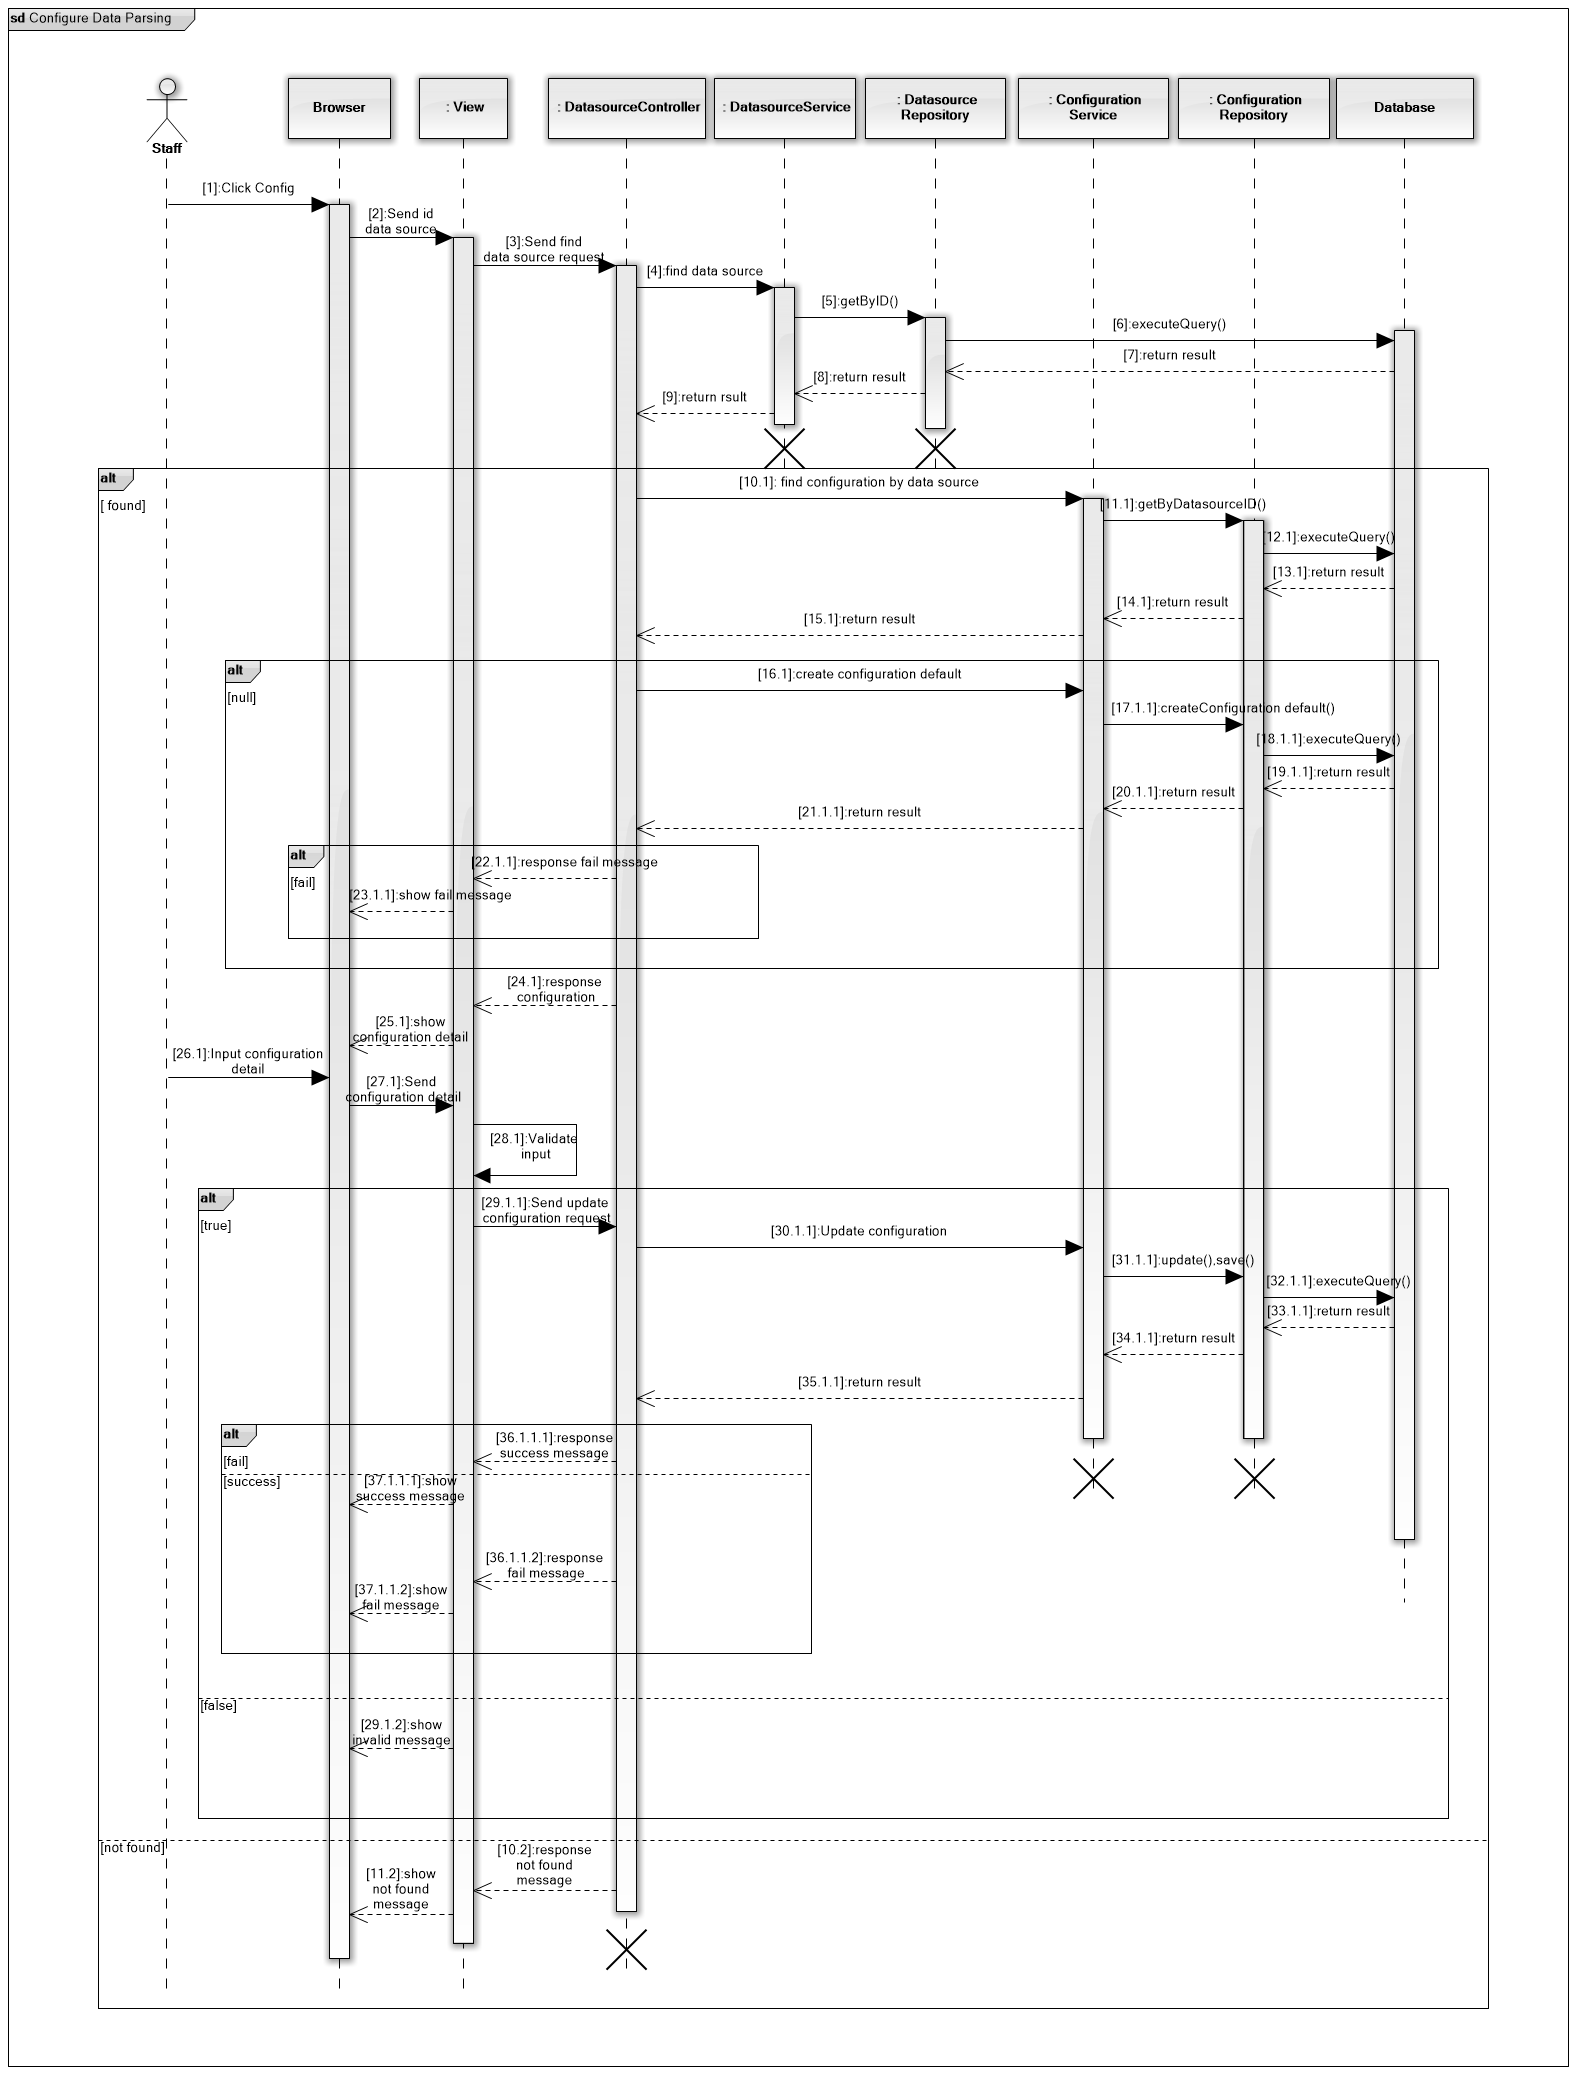 sd Configure Data Parsing
Staff
Browser
: View
: DatasourceController
: DatasourceService
: Datasource
Repository
: Configuration
Service
: Configuration
Repository
Database
[1]:Click Config
[2]:Send id
data source
[3]:Send find
data source request
[4]:find data source
[5]:getByID()
[6]:executeQuery()
[7]:return result
[8]:return result
[9]:return rsult
alt
[ found]
[10.1]: find configuration by data source
[11.1]:getByDatasourceID()
[12.1]:executeQuery()
[13.1]:return result
[14.1]:return result
[15.1]:return result
alt
[null]
[16.1]:create configuration default
[17.1.1]:createConfiguration default()
[18.1.1]:executeQuery()
[19.1.1]:return result
[20.1.1]:return result
[21.1.1]:return result
alt
[fail]
[22.1.1]:response fail message
[23.1.1]:show fail message
[24.1]:response
configuration
[25.1]:show
configuration detail
[26.1]:Input configuration
detail
[27.1]:Send
configuration detail
[28.1]:Validate
input
alt
[true]
[29.1.1]:Send update
configuration request
[30.1.1]:Update configuration
[31.1.1]:update(),save()
[32.1.1]:executeQuery()
[33.1.1]:return result
[34.1.1]:return result
[35.1.1]:return result
alt
[fail]
[36.1.1.1]:response
success message
[success]
[37.1.1.1]:show
success message
[36.1.1.2]:response
fail message
[37.1.1.2]:show
fail message
[false]
[29.1.2]:show
invalid message
[not found]
[10.2]:response
not found
message
[11.2]:show
not found
message